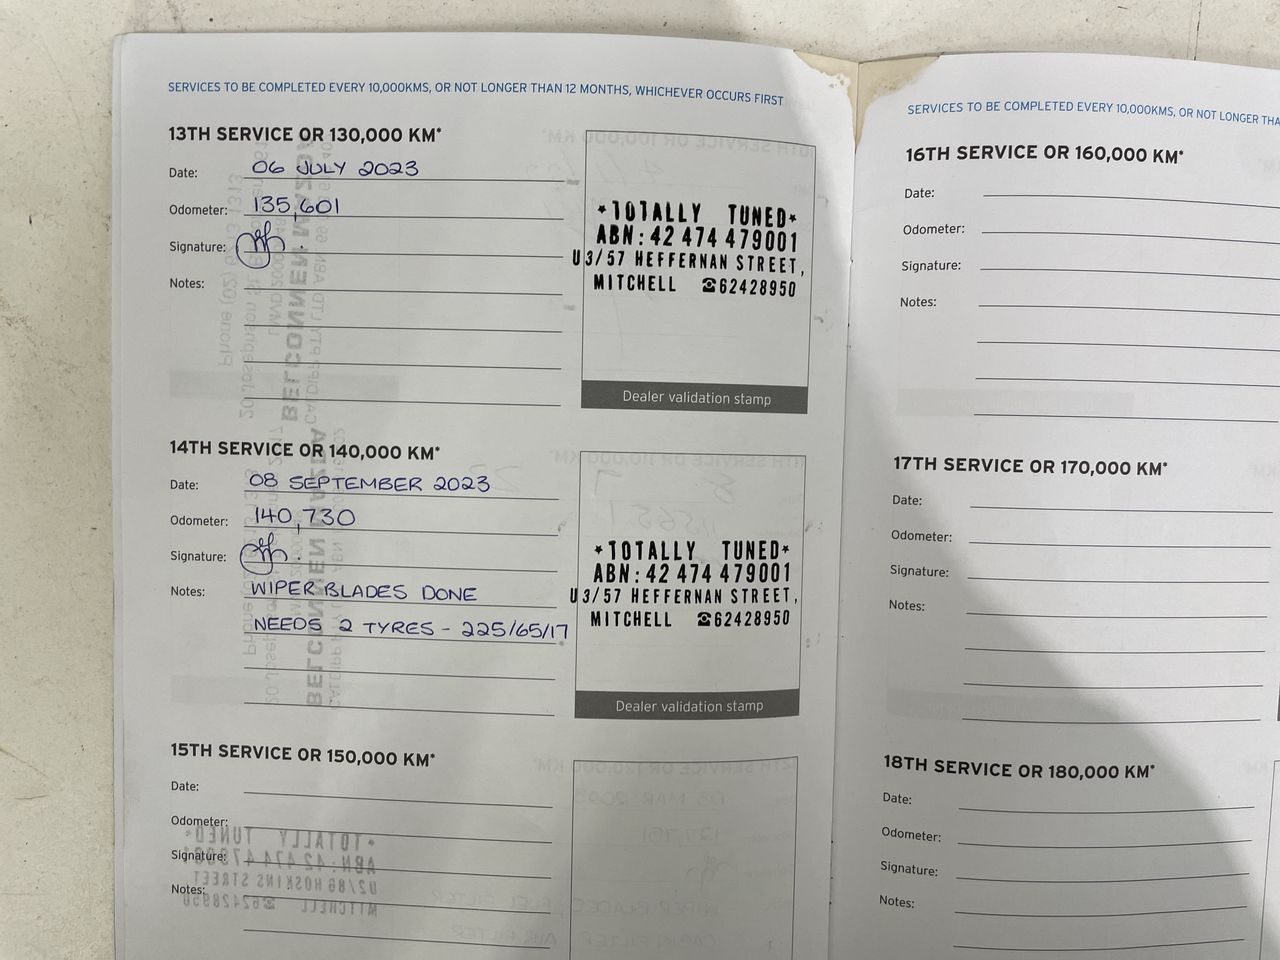 SERVICES TO BE COMPLETED EVERY 10,000KMS, OR NOT LONGER THAN 12 MONTHS, WHICHEVER OCCURS FIRST
13TH SERVICE OR 130,000 KM*
Date: 06 JULY 2023
Odometer: 135,601
Signature:
Notes:
*TOTALLY TUNED*
ABN: 42 474 479001
U3/57 HEFFERNAN STREET,
MITCHELL ☎62428950
Dealer validation stamp
14TH SERVICE OR 140,000 KM*
Date: 08 SEPTEMBER 2023
Odometer: 140,730
Signature:
Notes: WIPER BLADES DONE
NEEDS 2 TYRES - 225/65/17
*TOTALLY TUNED*
ABN: 42 474 479001
U3/57 HEFFERNAN STREET,
MITCHELL ☎62428950
Dealer validation stamp
15TH SERVICE OR 150,000 KM*
Date:
Odometer:
Signature:
Notes:
SERVICES TO BE COMPLETED EVERY 10,000KMS, OR NOT LONGER
16TH SERVICE OR 160,000 KM*
Date:
Odometer:
Signature:
Notes:
17TH SERVICE OR 170,000 KM*
Date:
Odometer:
Signature:
Notes:
18TH SERVICE OR 180,000 KM*
Date:
Odometer:
Signature:
Notes: